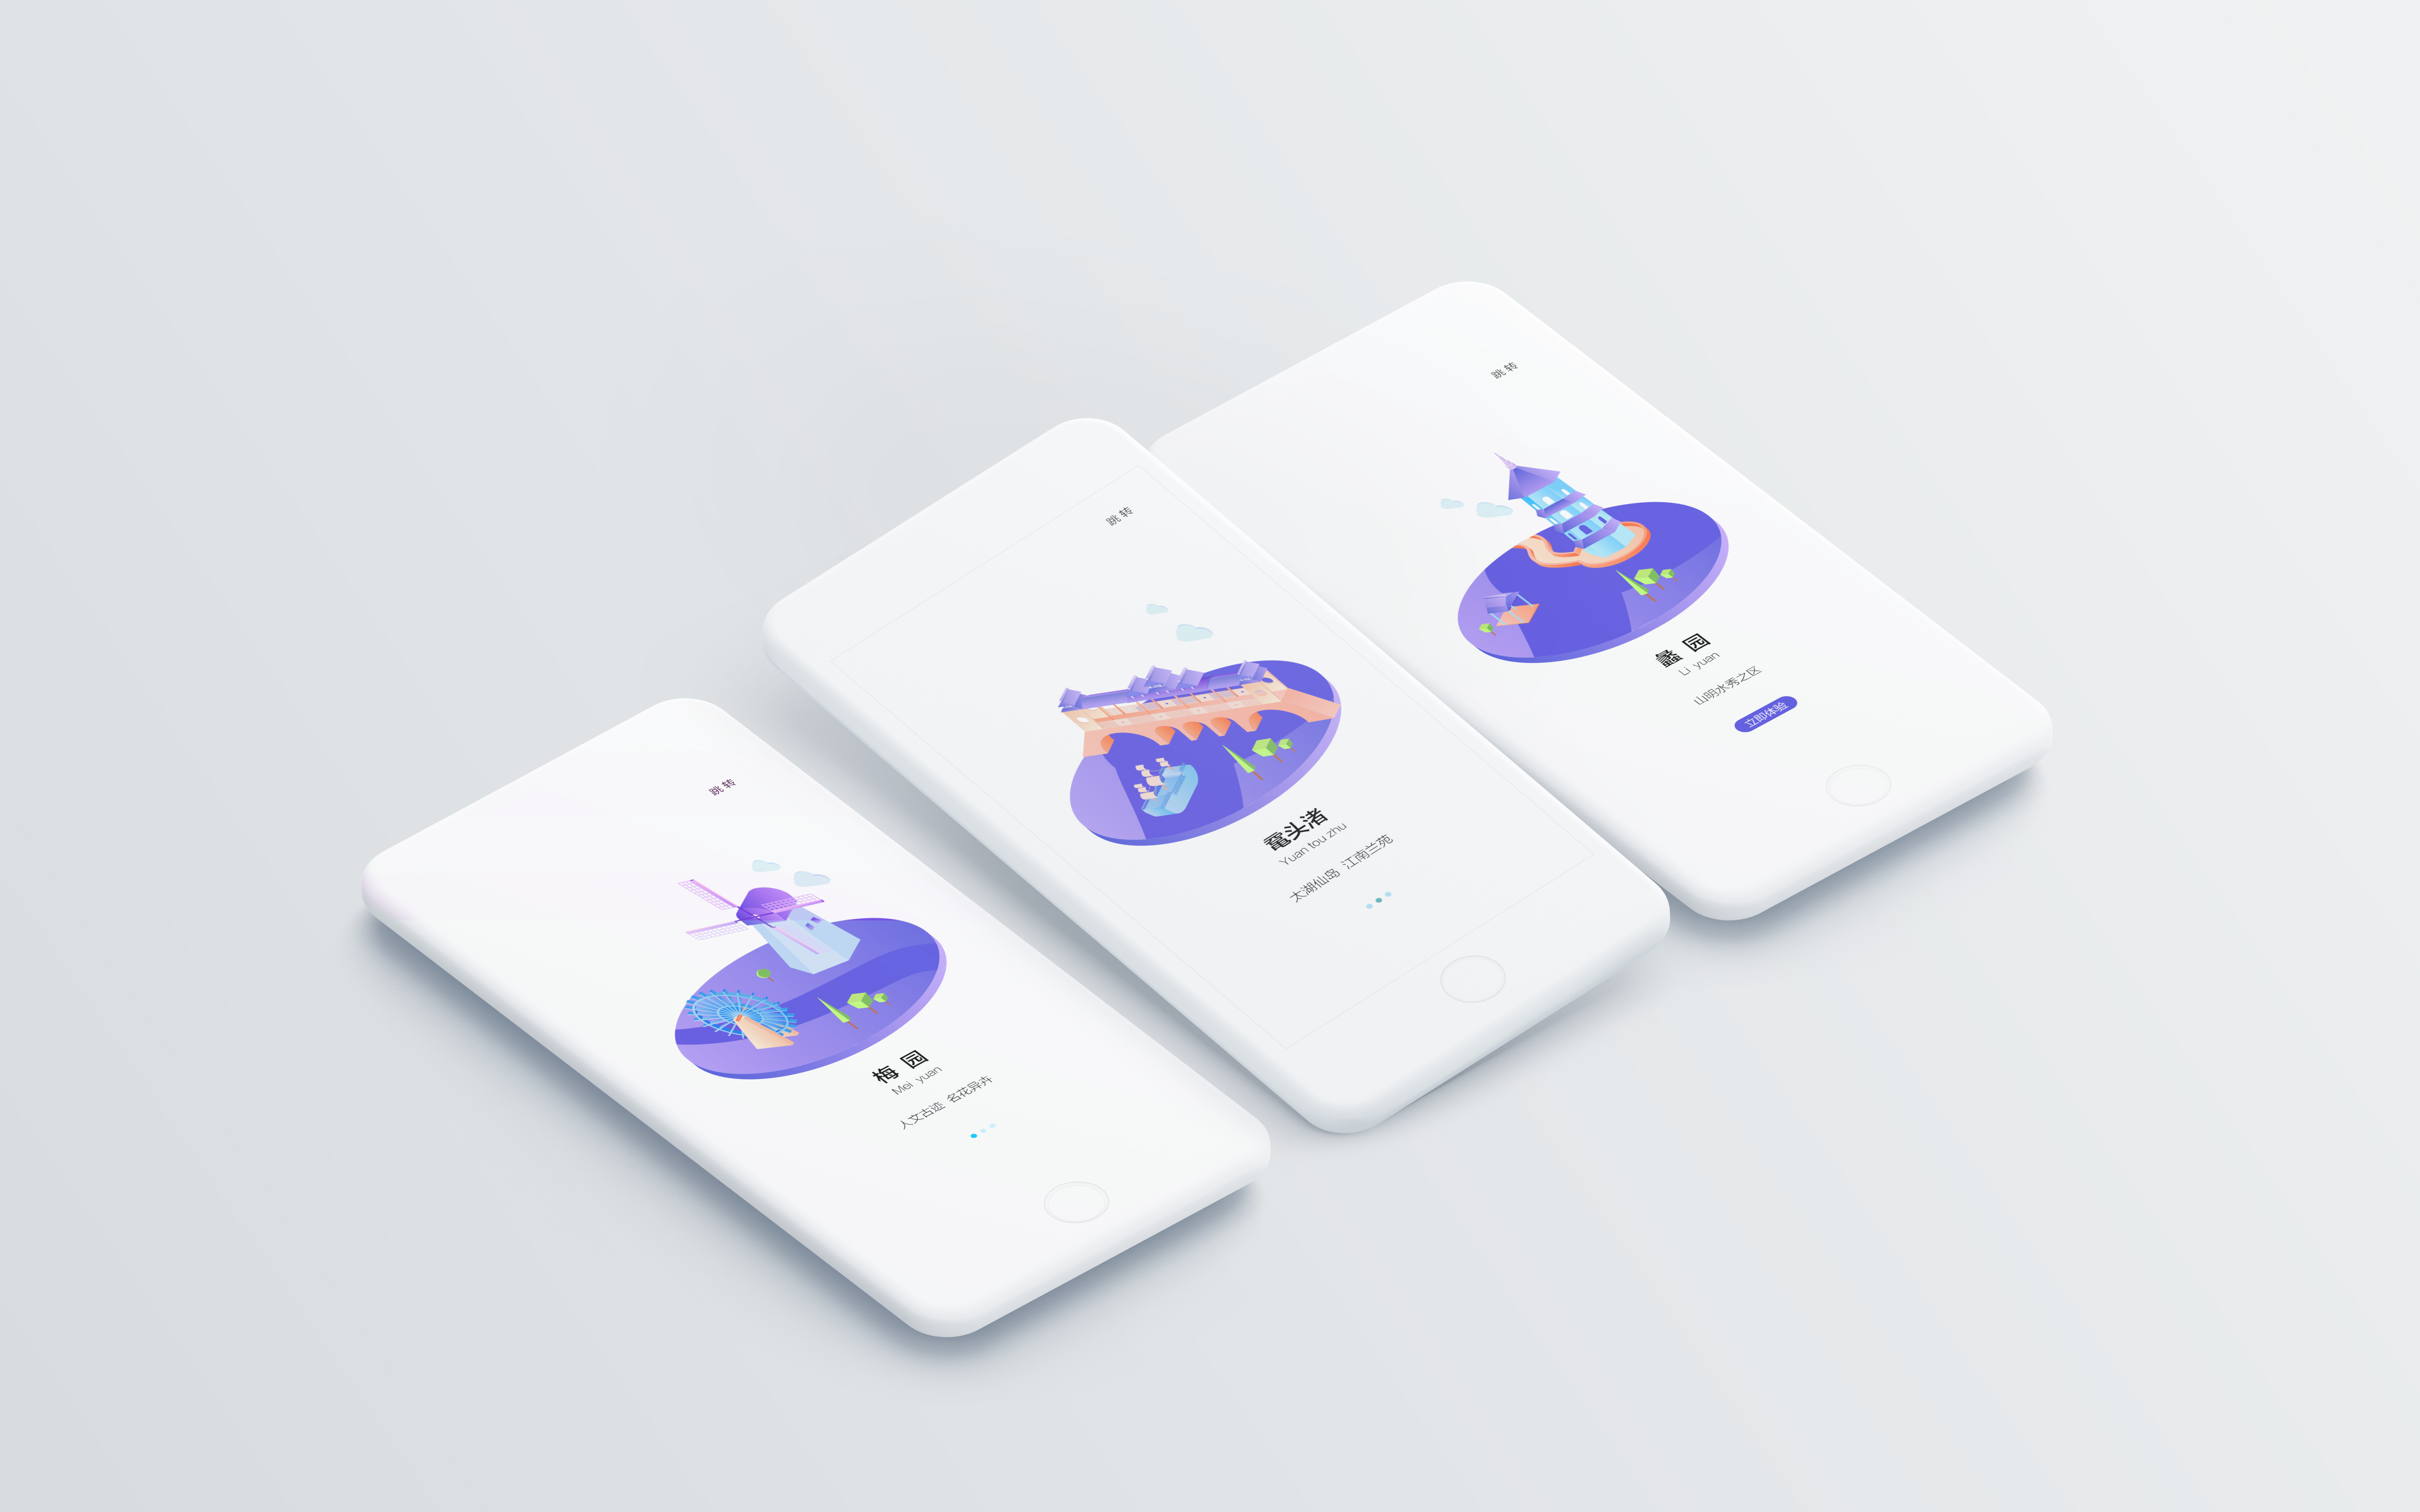 跳 转
梅 园
Mei yuan
人文古迹 名花异卉
跳 转
鼋头渚
Yuan tou zhu
太湖仙岛 江南兰苑
跳 转
蠡 园
Li yuan
山明水秀之区
立即体验